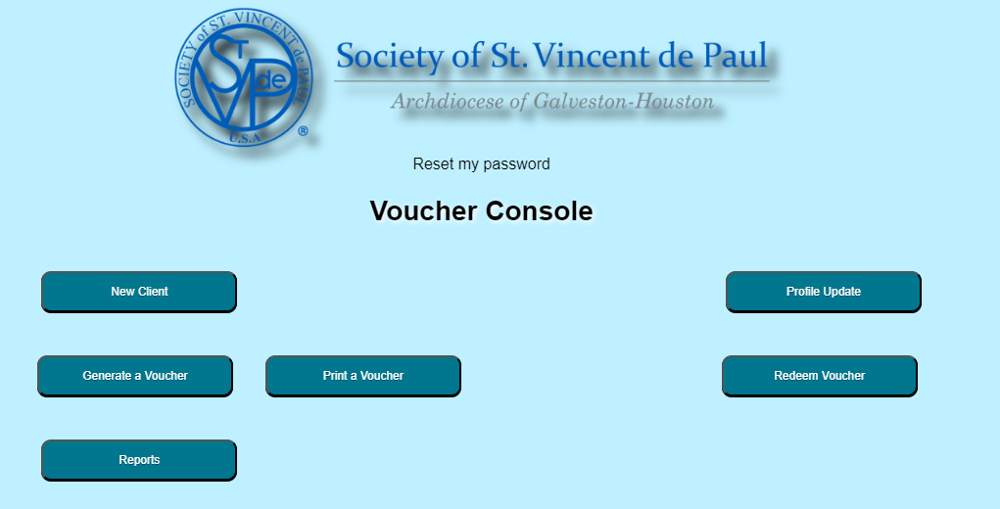 SOCIETY of ST. VINCENT de PAUL
ST
V de P
U.S.A
®
Society of St. Vincent de Paul
Archdiocese of Galveston-Houston
Reset my password
Voucher Console
New Client
Profile Update
Generate a Voucher
Print a Voucher
Redeem Voucher
Reports